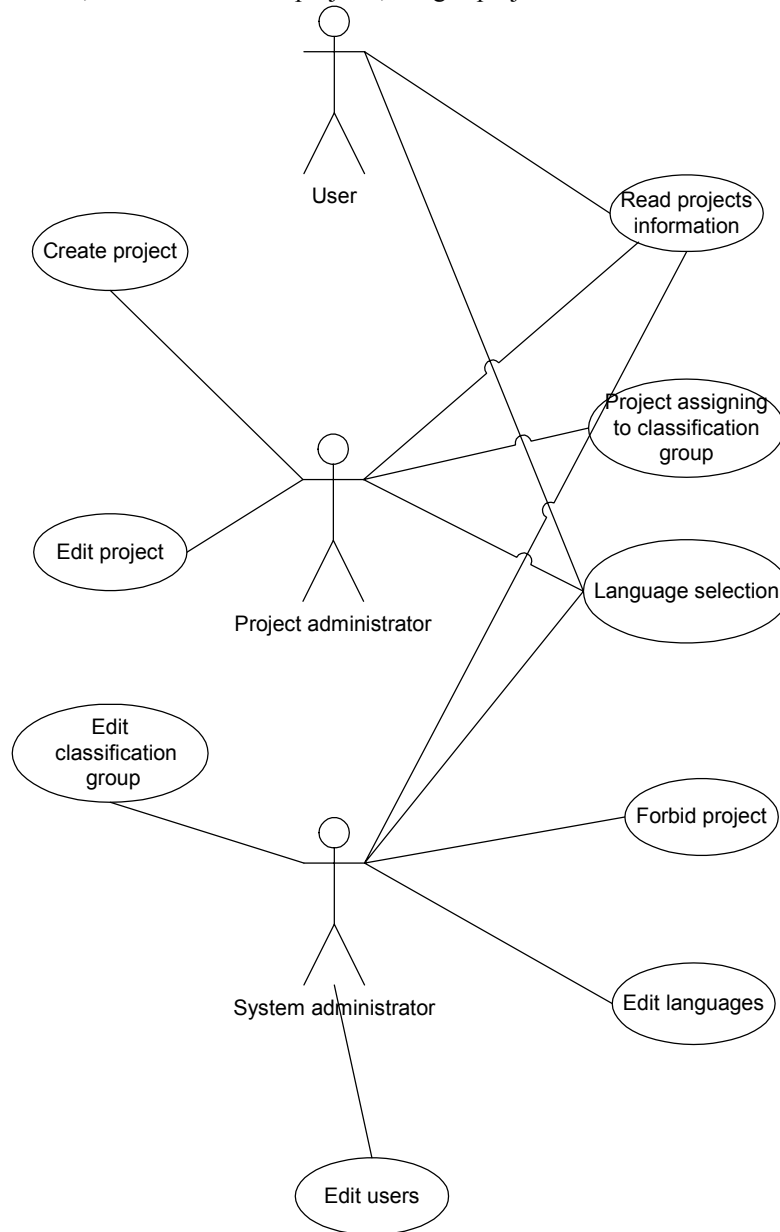 User
Read projects
information
Create project
Project assigning
to classification
group
Edit project
Language selection
Project administrator
Edit
classification
group
Forbid project
System administrator
Edit languages
Edit users